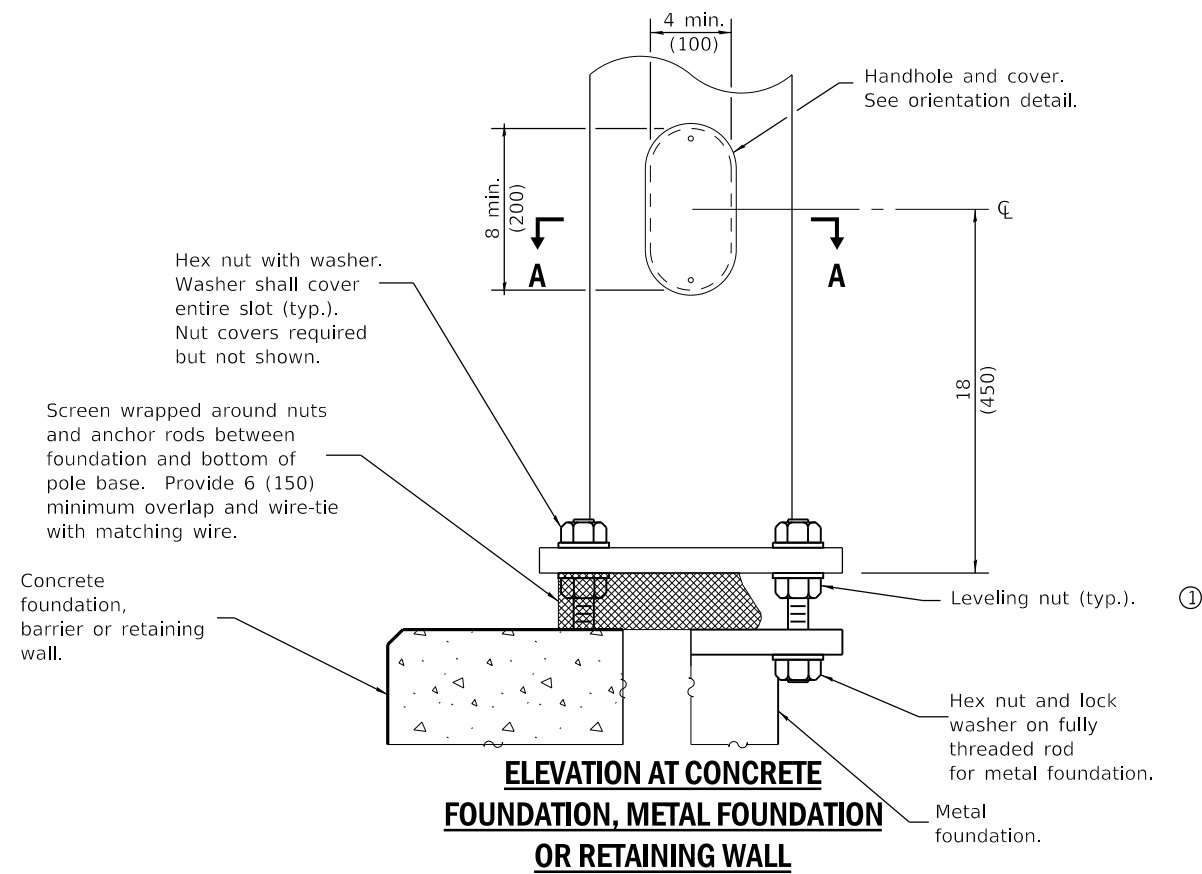 4 min.
(100)
Handhole and cover.
See orientation detail.
8 min.
(200)
℄
A
A
18
(450)
Hex nut with washer.
Washer shall cover
entire slot (typ.).
Nut covers required
but not shown.
Screen wrapped around nuts
and anchor rods between
foundation and bottom of
pole base. Provide 6 (150)
minimum overlap and wire-tie
with matching wire.
Concrete
foundation,
barrier or retaining
wall.
Leveling nut (typ.). ①
Hex nut and lock
washer on fully
threaded rod
for metal foundation.
Metal
foundation.
ELEVATION AT CONCRETE
FOUNDATION, METAL FOUNDATION
OR RETAINING WALL